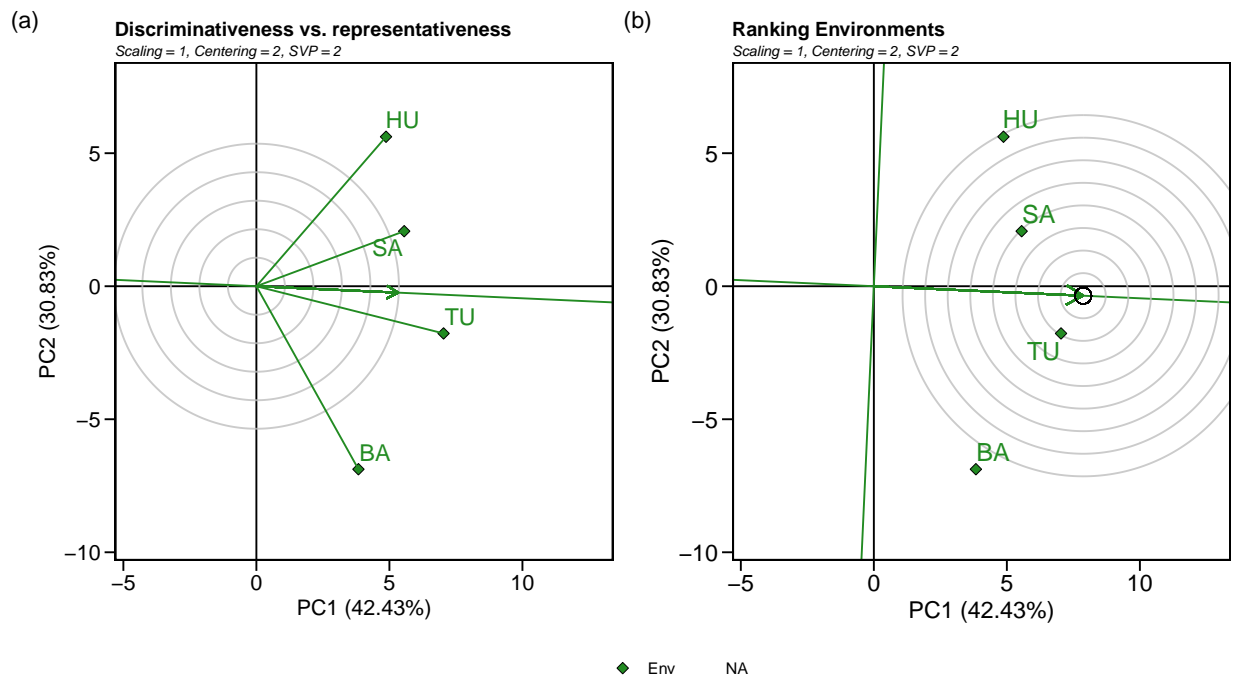 (a)
Discriminativeness vs. representativeness
Scaling = 1, Centering = 2, SVP = 2
HU
SA
TU
BA
5
0
−5
−10
PC2 (30.83%)
−5
0
5
10
PC1 (42.43%)
(b)
Ranking Environments
Scaling = 1, Centering = 2, SVP = 2
HU
SA
TU
BA
5
0
−5
−10
PC2 (30.83%)
−5
0
5
10
PC1 (42.43%)
Env NA